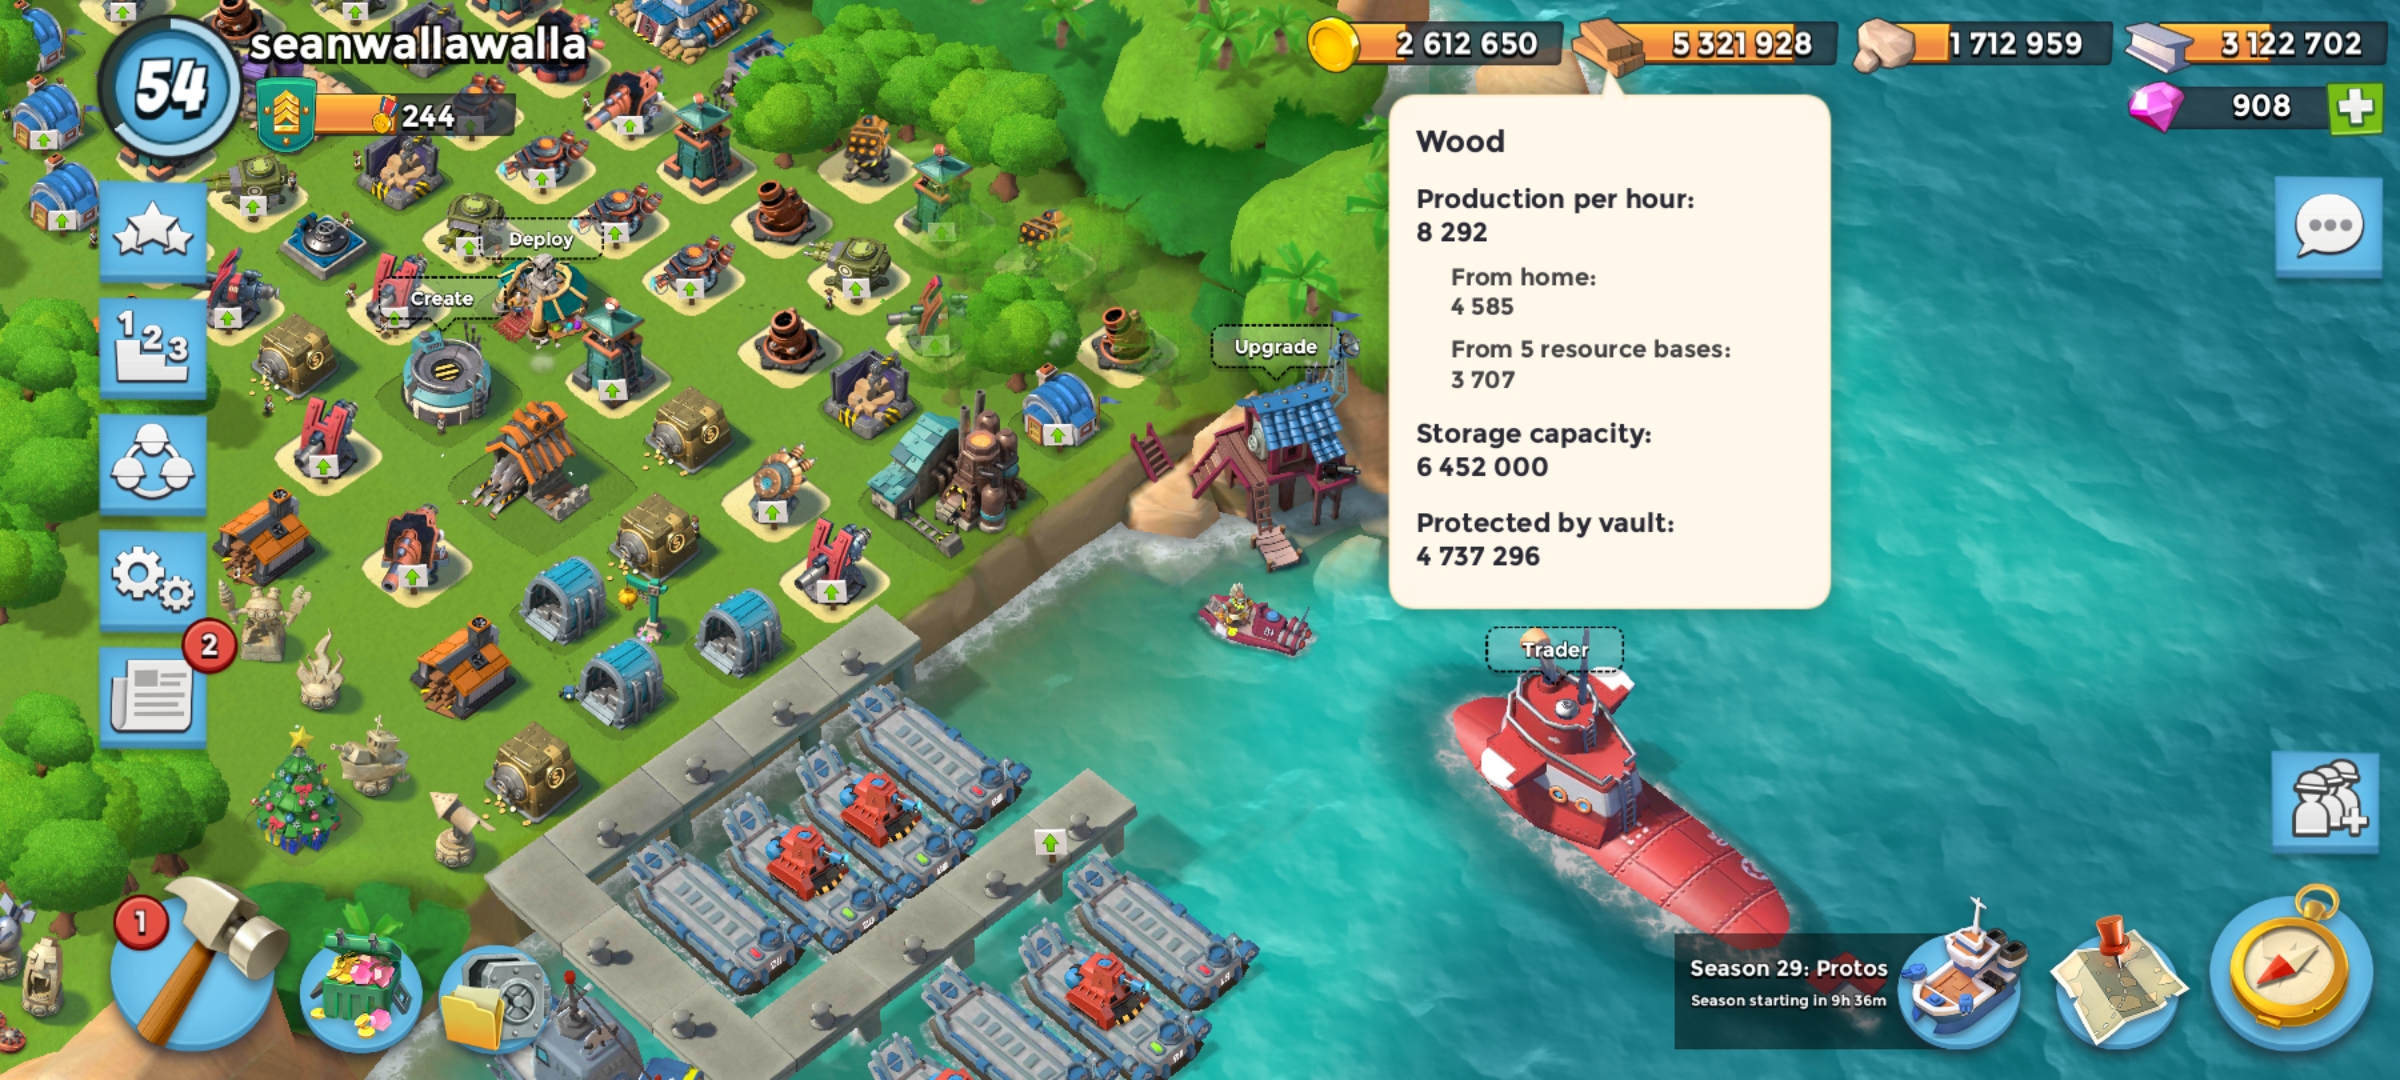 54
seanwallawalla
244
2 612 650
5 321 928
1 712 959
3 122 702
908
Wood
Production per hour:
8 292
From home:
4 585
From 5 resource bases:
3 707
Storage capacity:
6 452 000
Protected by vault:
4 737 296
Deploy
Create
Upgrade
Trader
1 2 3
2
1
Season 29: Protos
Season starting in 9h 36m